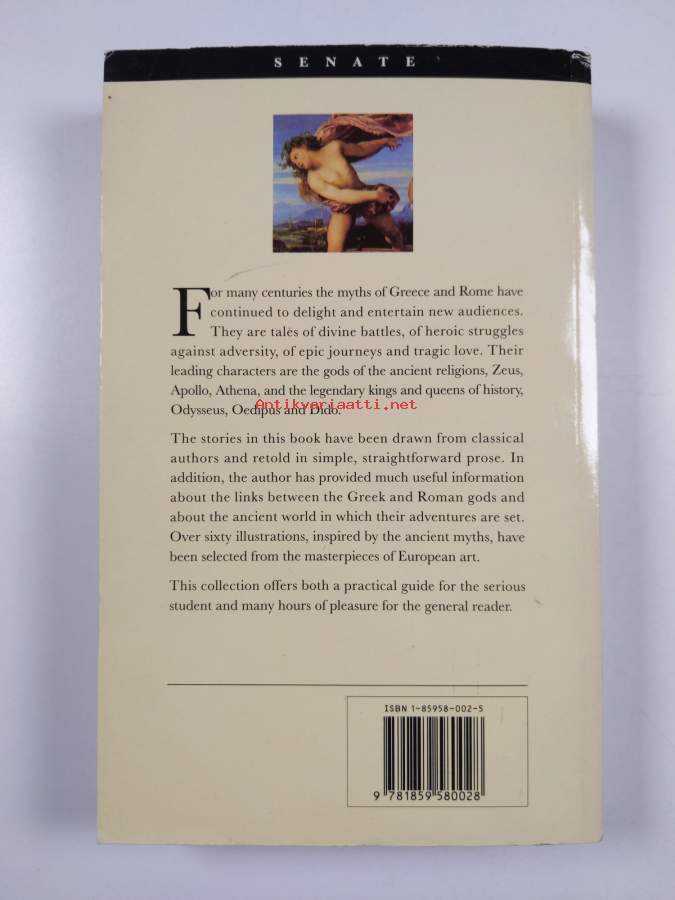 SENATE
For many centuries the myths of Greece and Rome have
continued to delight and entertain new audiences.
They are tales of divine battles, of heroic struggles
against adversity, of epic journeys and tragic love. Their
leading characters are the gods of the ancient religions, Zeus,
Apollo, Athena, and the legendary kings and queens of history,
Antikvariaatti.net
Odysseus, Oedipus and Dido.
The stories in this book have been drawn from classical
authors and retold in simple, straightforward prose. In
addition, the author has provided much useful information
about the links between the Greek and Roman gods and
about the ancient world in which their adventures are set.
Over sixty illustrations, inspired by the ancient myths, have
been selected from the masterpieces of European art.
This collection offers both a practical guide for the serious
student and many hours of pleasure for the general reader.
ISBN 1-85958-002-5
9 781859 580028